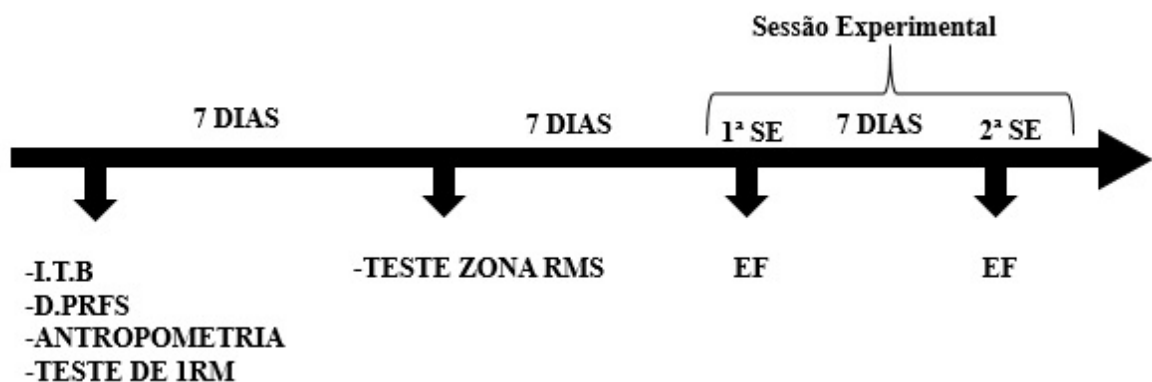 Sessão Experimental
7 DIAS
7 DIAS
1ª SE
7 DIAS
2ª SE
-I.T.B
-D.PRFS
-ANTROPOMETRIA
-TESTE DE 1RM
-TESTE ZONA RMS
EF
EF